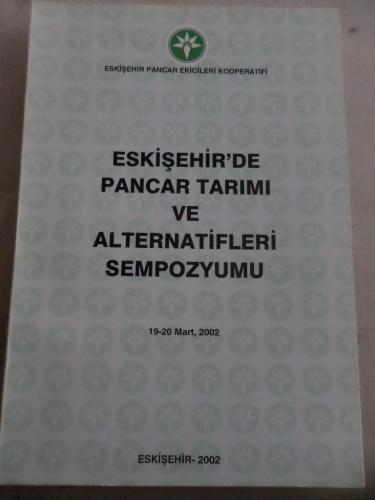 ESKİŞEHİR PANCAR EKİCİLERİ KOOPERATİFİ
ESKİŞEHİR'DE
PANCAR TARIMI
VE
ALTERNATİFLERİ
SEMPOZYUMU
19-20 Mart, 2002
ESKİŞEHİR- 2002